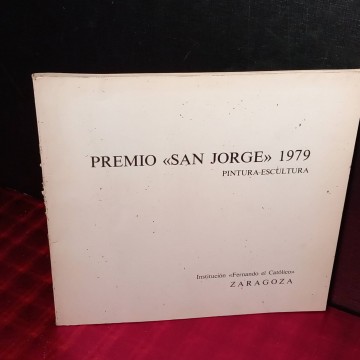 PREMIO «SAN JORGE» 1979
PINTURA-ESCULTURA
Institución «Fernando el Católico»
ZARAGOZA